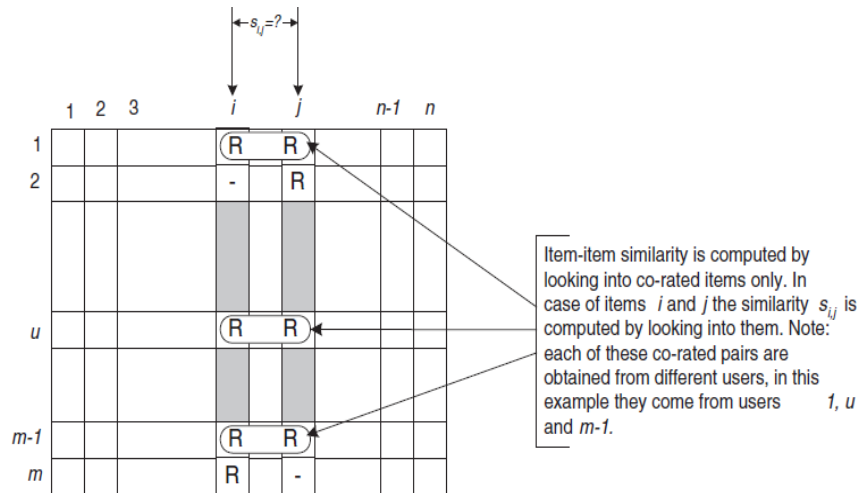 s_{i,j}=?
1 2 3 i j n-1 n
1 R R
2 - R
u R R
m-1 R R
m R -
Item-item similarity is computed by
looking into co-rated items only. In
case of items i and j the similarity s_{i,j} is
computed by looking into them. Note:
each of these co-rated pairs are
obtained from different users, in this
example they come from users 1, u
and m-1.